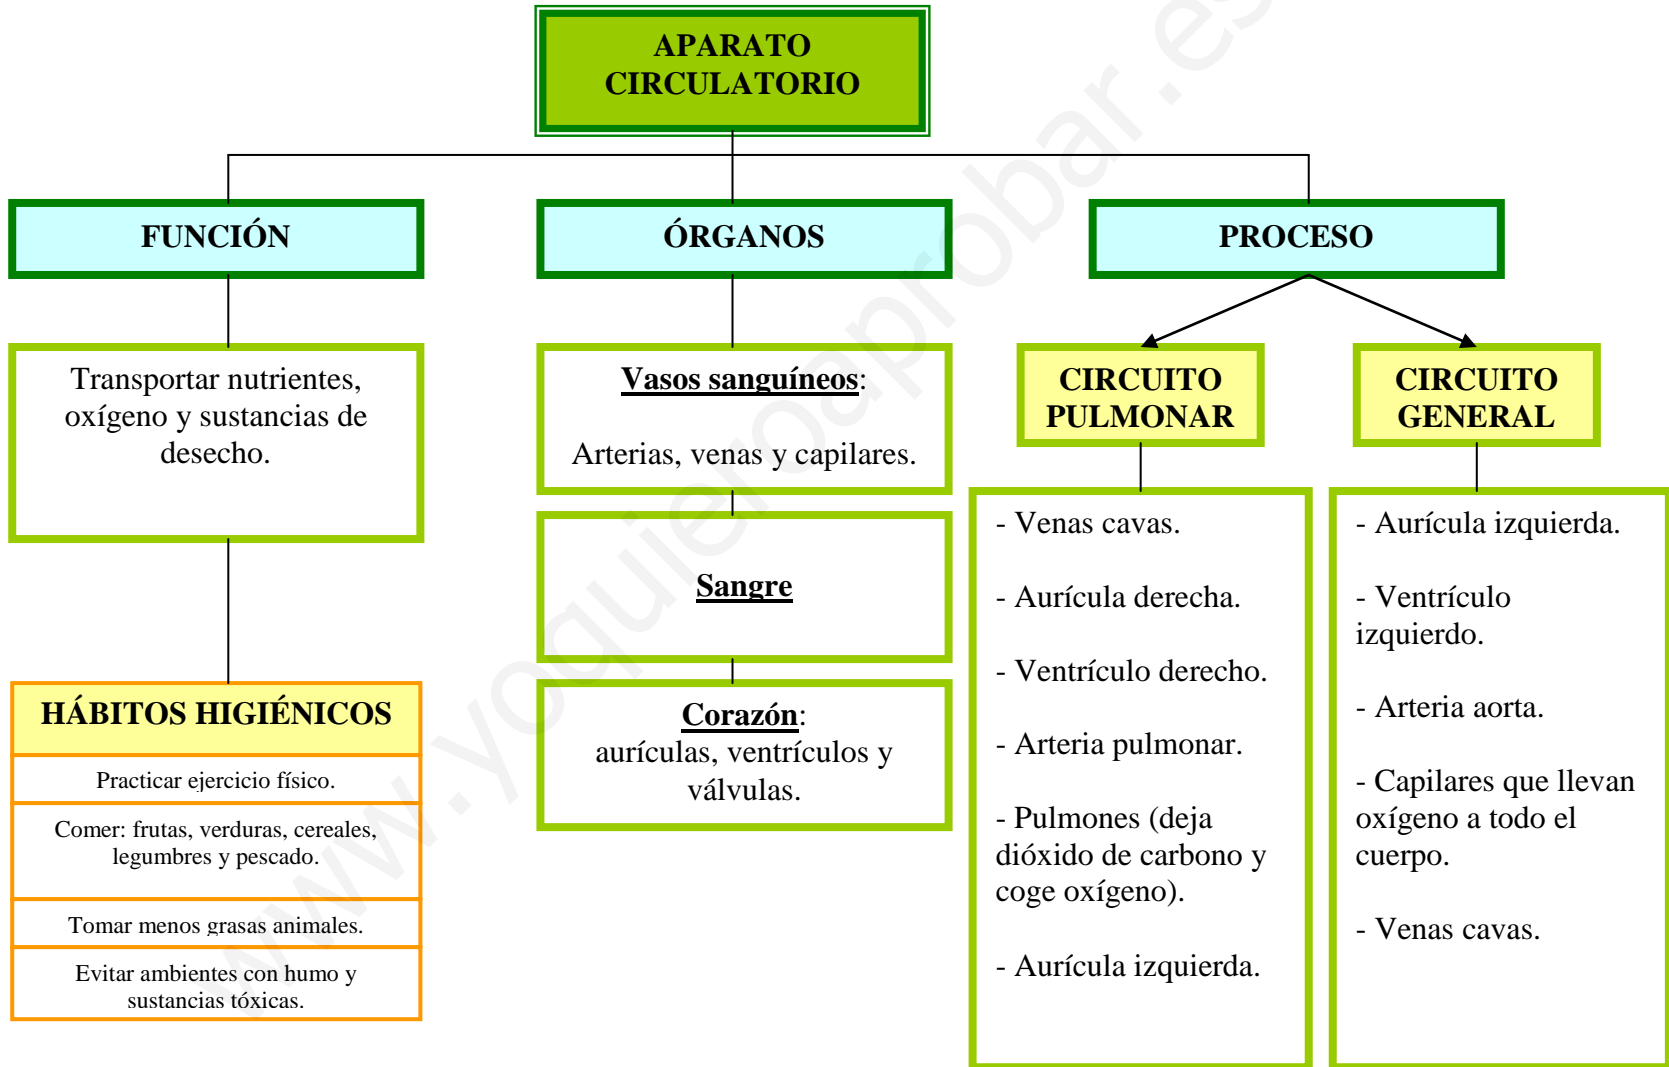 APARATO
CIRCULATORIO
FUNCIÓN
Transportar nutrientes,
oxígeno y sustancias de
desecho.
HÁBITOS HIGIÉNICOS
Practicar ejercicio físico.
Comer: frutas, verduras, cereales,
legumbres y pescado.
Tomar menos grasas animales.
Evitar ambientes con humo y
sustancias tóxicas.
ÓRGANOS
Vasos sanguíneos:
Arterias, venas y capilares.
Sangre
Corazón:
aurículas, ventrículos y
válvulas.
PROCESO
CIRCUITO
PULMONAR
- Venas cavas.
- Aurícula derecha.
- Ventrículo derecho.
- Arteria pulmonar.
- Pulmones (deja
dióxido de carbono y
coge oxígeno).
- Aurícula izquierda.
CIRCUITO
GENERAL
- Aurícula izquierda.
- Ventrículo
izquierdo.
- Arteria aorta.
- Capilares que llevan
oxígeno a todo el
cuerpo.
- Venas cavas.
www.yoquieroaprobar.es